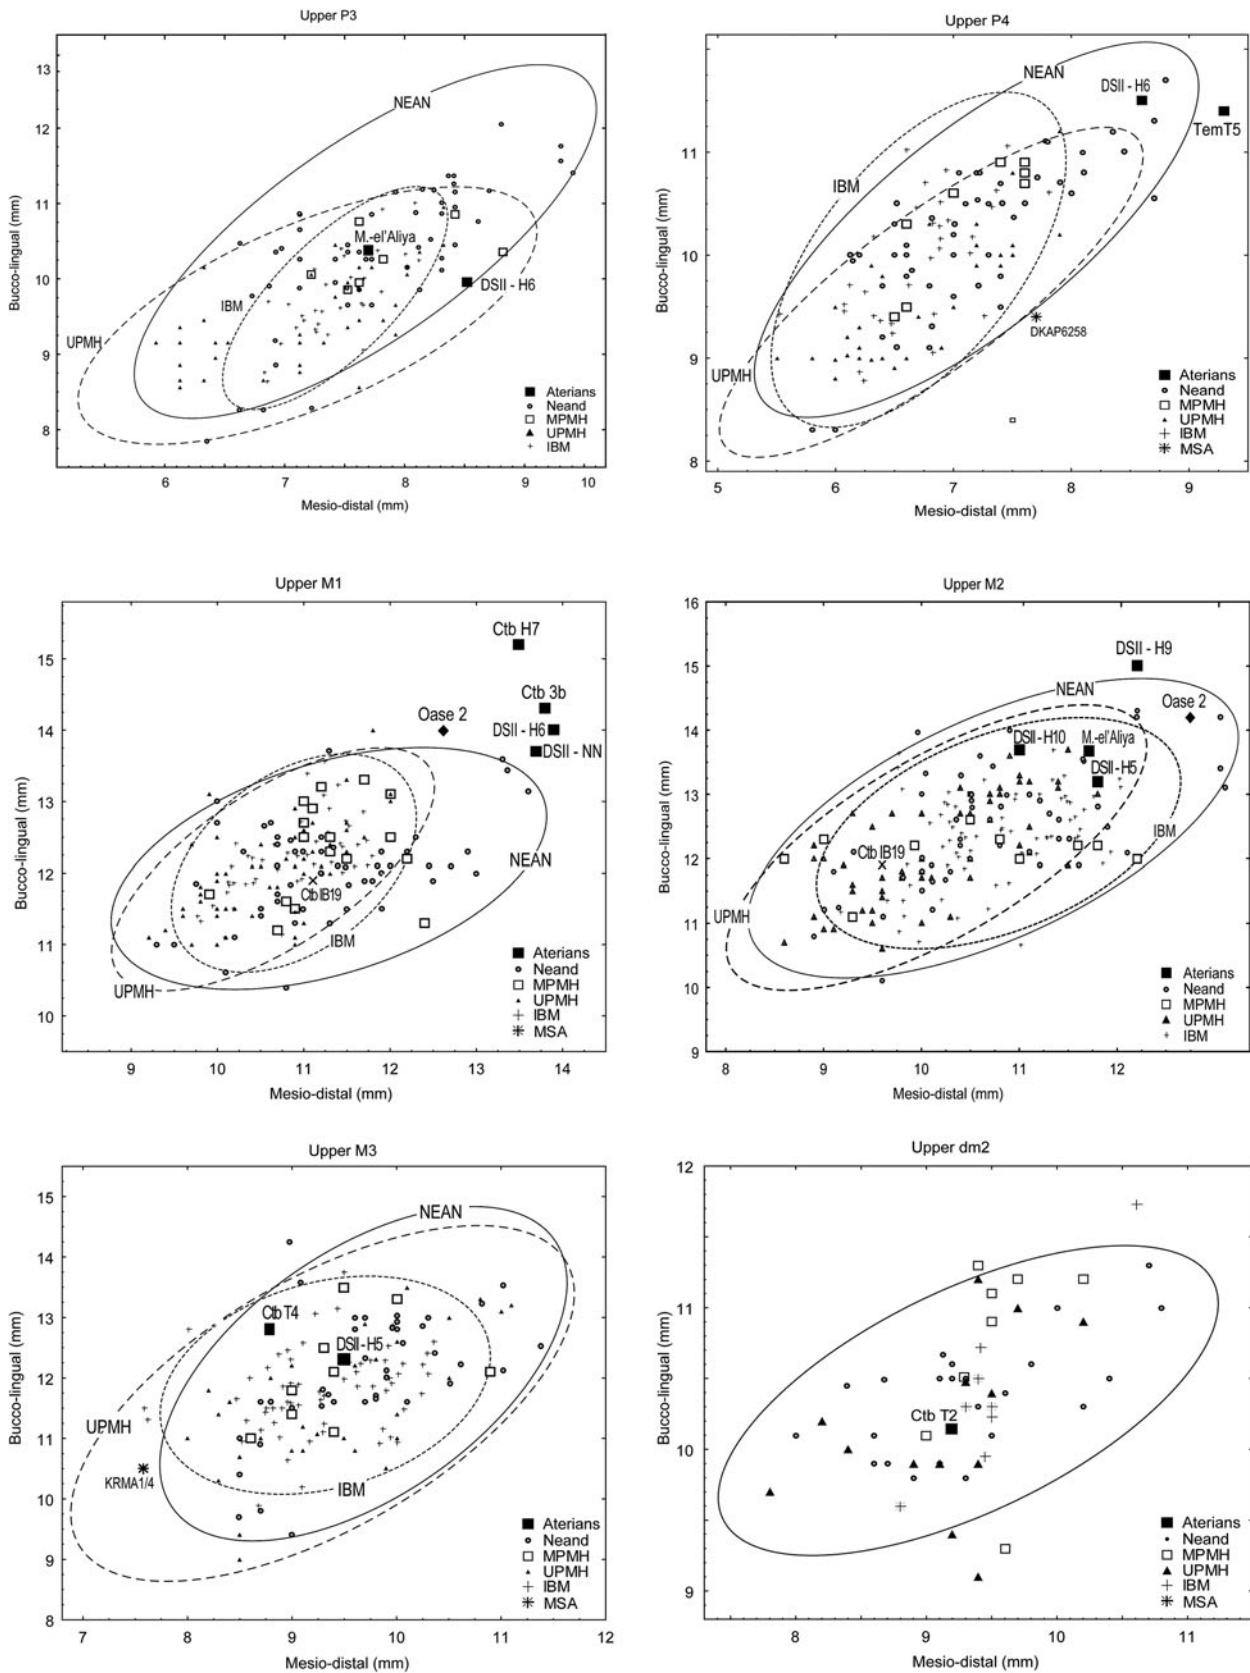 Upper P3
13
12
11
10
9
8
6
7
8
9
10
Bucco-lingual (mm)
Mesio-distal (mm)
NEAN
M.-el'Aliya
IBM
DSII - H6
UPMH
Aterians
Neand
MPMH
UPMH
IBM
Upper P4
11
10
9
8
5
6
7
8
9
Bucco-lingual (mm)
Mesio-distal (mm)
NEAN
DSII - H6
TemT5
IBM
DKAP6258
UPMH
Aterians
Neand
MPMH
UPMH
IBM
MSA
Upper M1
15
14
13
12
11
10
9
10
11
12
13
14
Bucco-lingual (mm)
Mesio-distal (mm)
Ctb H7
Ctb 3b
Oase 2
DSII - H6
DSII - NN
NEAN
Ctb IB19
IBM
UPMH
Aterians
Neand
MPMH
UPMH
IBM
MSA
Upper M2
16
15
14
13
12
11
10
9
8
9
10
11
12
Bucco-lingual (mm)
Mesio-distal (mm)
DSII - H9
NEAN
Oase 2
DSII - H10
M.-el'Aliya
DSII - H5
Ctb IB19
IBM
UPMH
Aterians
Neand
MPMH
UPMH
IBM
Upper M3
15
14
13
12
11
10
9
8
7
8
9
10
11
12
Bucco-lingual (mm)
Mesio-distal (mm)
NEAN
Ctb T4
DSII - H5
UPMH
KRMA1/4
IBM
Aterians
Neand
MPMH
UPMH
IBM
MSA
Upper dm2
12
11
10
9
8
9
10
11
Bucco-lingual (mm)
Mesio-distal (mm)
Ctb T2
Aterians
Neand
MPMH
UPMH
IBM
MSA